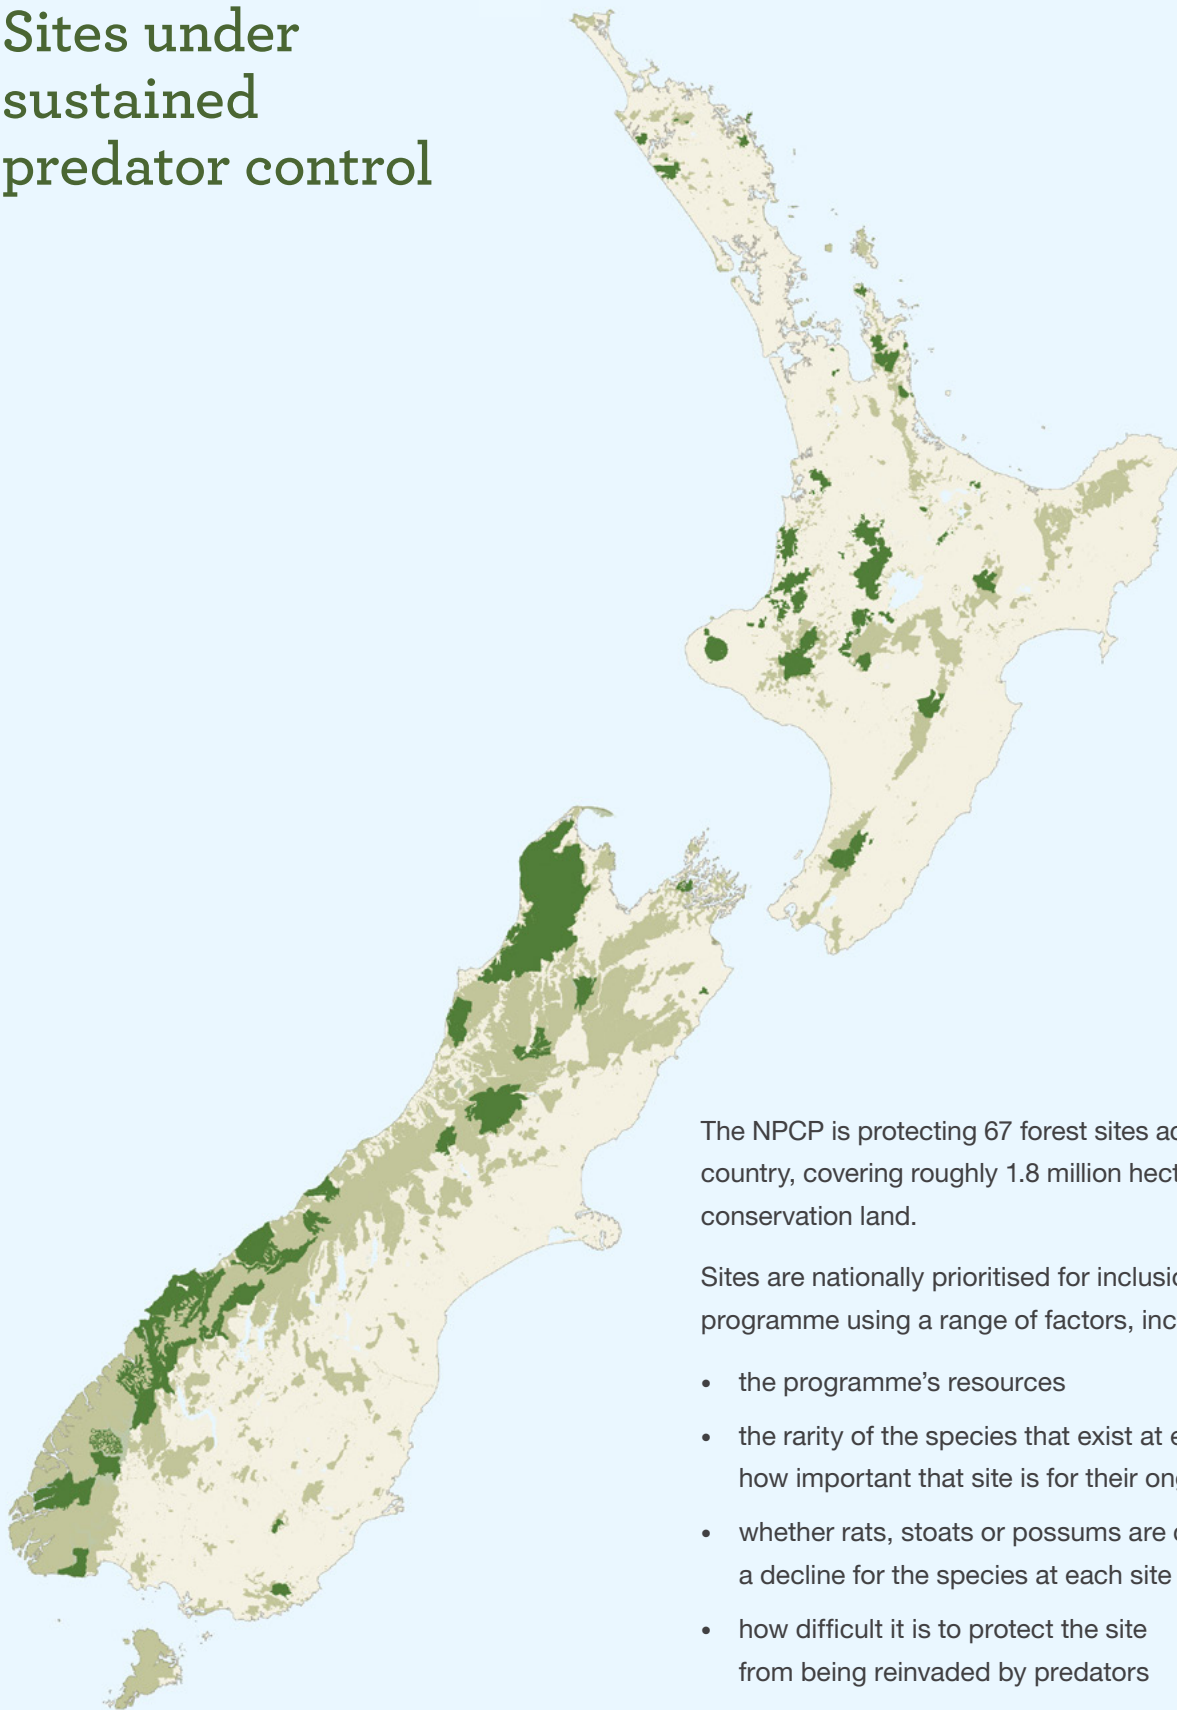 Sites under
sustained
predator control
The NPCP is protecting 67 forest sites
country, covering roughly 1.8 million
conservation land.
Sites are nationally prioritised for
programme using a range of factors,
• the programme’s resources
• the rarity of the species that exist at
how important that site is for their
• whether rats, stoats or possums are
a decline for the species at each site
• how difficult it is to protect the site
from being reinvaded by predators